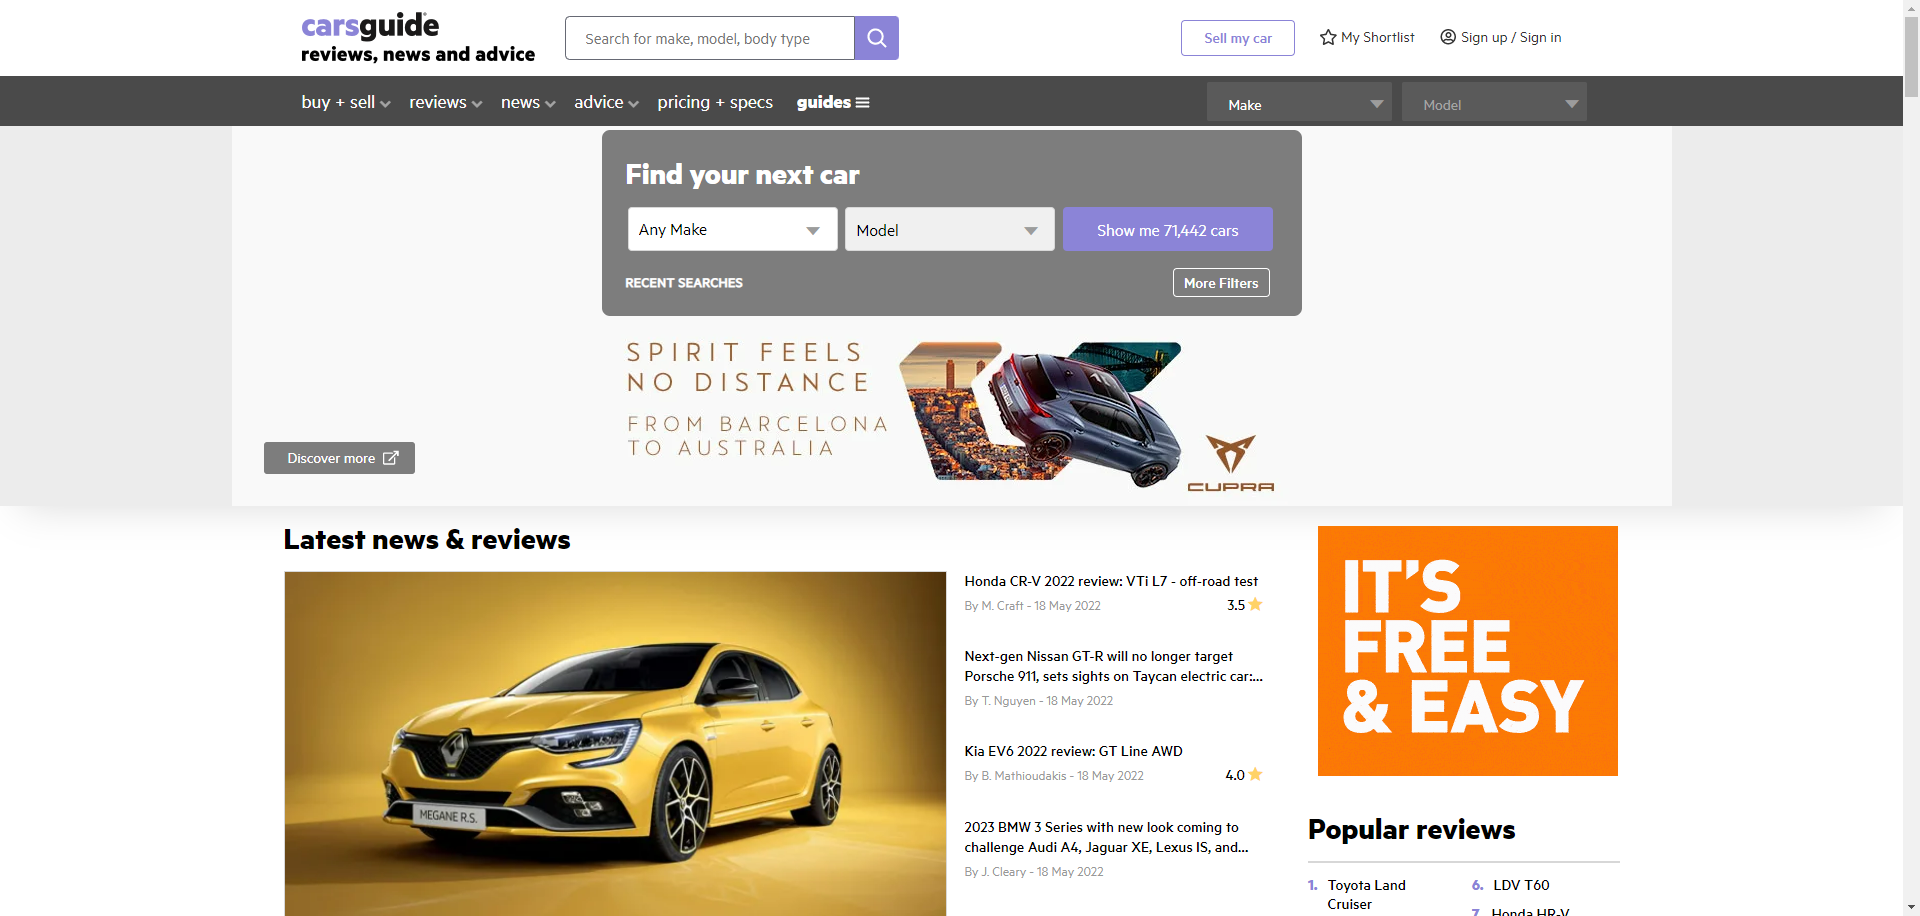 carsguide
reviews, news and advice
Search for make, model, body type
Sell my car
My Shortlist
Sign up / Sign in
buy + sell
reviews
news
advice
pricing + specs
guides
Make
Model
Find your next car
Any Make
Model
Show me 71,442 cars
RECENT SEARCHES
More Filters
SPIRIT FEELS
NO DISTANCE
FROM BARCELONA
TO AUSTRALIA
CUPRA
Discover more
Latest news & reviews
MEGANE R.S.
Honda CR-V 2022 review: VTi L7 - off-road test
By M. Craft - 18 May 2022
3.5
Next-gen Nissan GT-R will no longer target
Porsche 911, sets sights on Taycan electric car:...
By T. Nguyen - 18 May 2022
Kia EV6 2022 review: GT Line AWD
By B. Mathioudakis - 18 May 2022
4.0
2023 BMW 3 Series with new look coming to
challenge Audi A4, Jaguar XE, Lexus IS, and...
By J. Cleary - 18 May 2022
IT'S
FREE
& EASY
Popular reviews
1. Toyota Land
Cruiser
6. LDV T60
7. Honda HR-V